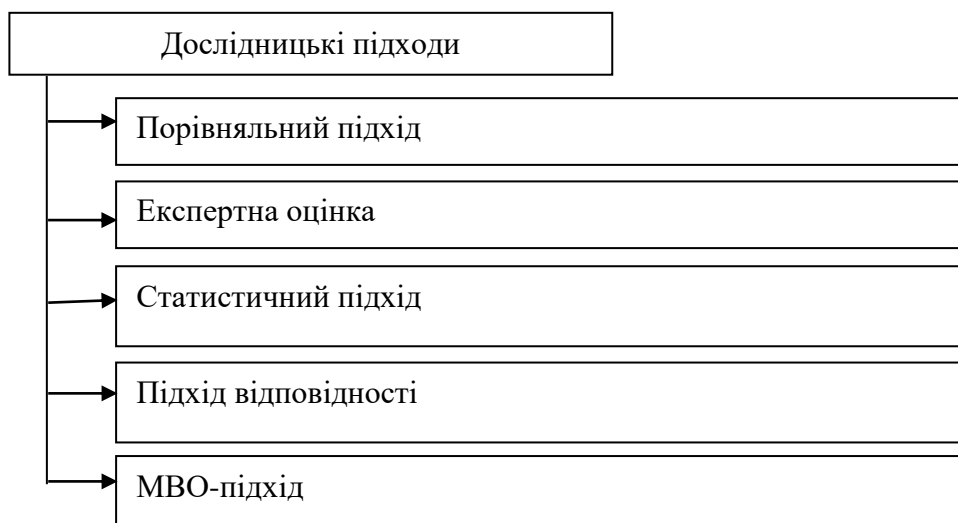 Дослідницькі підходи
Порівняльний підхід
Експертна оцінка
Статистичний підхід
Підхід відповідності
МВО-підхід